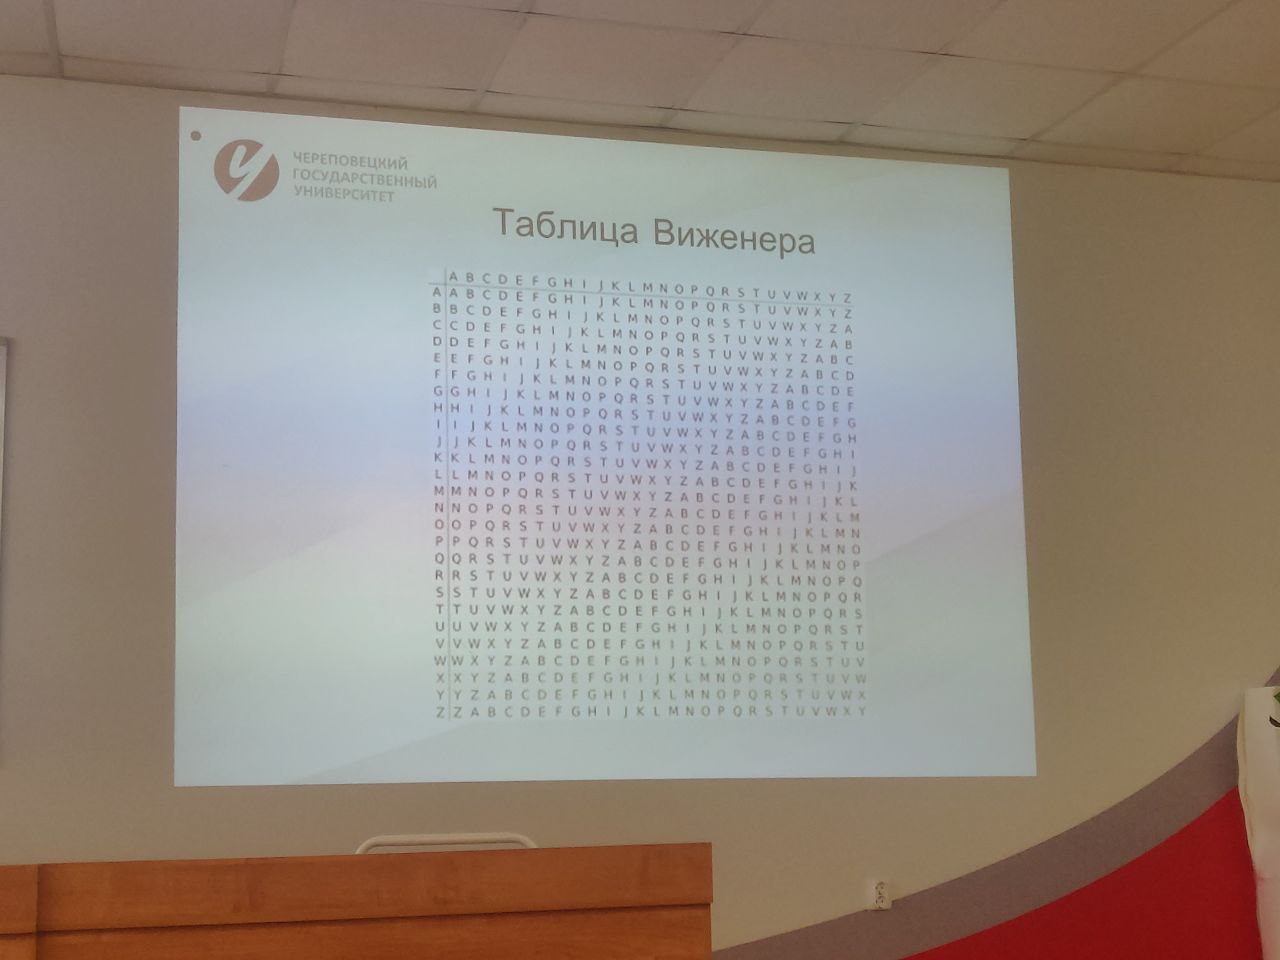 ЧЕРЕПОВЕЦКИЙ
ГОСУДАРСТВЕННЫЙ
УНИВЕРСИТЕТ
Таблица Виженера
A B C D E F G H I J K L M N O P Q R S T U V W X Y Z
A A B C D E F G H I J K L M N O P Q R S T U V W X Y Z
B B C D E F G H I J K L M N O P Q R S T U V W X Y Z A
C C D E F G H I J K L M N O P Q R S T U V W X Y Z A B
D D E F G H I J K L M N O P Q R S T U V W X Y Z A B C
E E F G H I J K L M N O P Q R S T U V W X Y Z A B C D
F F G H I J K L M N O P Q R S T U V W X Y Z A B C D E
G G H I J K L M N O P Q R S T U V W X Y Z A B C D E F
H H I J K L M N O P Q R S T U V W X Y Z A B C D E F G
I I J K L M N O P Q R S T U V W X Y Z A B C D E F G H
J J K L M N O P Q R S T U V W X Y Z A B C D E F G H I
K K L M N O P Q R S T U V W X Y Z A B C D E F G H I J
L L M N O P Q R S T U V W X Y Z A B C D E F G H I J K
M M N O P Q R S T U V W X Y Z A B C D E F G H I J K L
N N O P Q R S T U V W X Y Z A B C D E F G H I J K L M
O O P Q R S T U V W X Y Z A B C D E F G H I J K L M N
P P Q R S T U V W X Y Z A B C D E F G H I J K L M N O
Q Q R S T U V W X Y Z A B C D E F G H I J K L M N O P
R R S T U V W X Y Z A B C D E F G H I J K L M N O P Q
S S T U V W X Y Z A B C D E F G H I J K L M N O P Q R
T T U V W X Y Z A B C D E F G H I J K L M N O P Q R S
U U V W X Y Z A B C D E F G H I J K L M N O P Q R S T
V V W X Y Z A B C D E F G H I J K L M N O P Q R S T U
W W X Y Z A B C D E F G H I J K L M N O P Q R S T U V
X X Y Z A B C D E F G H I J K L M N O P Q R S T U V W
Y Y Z A B C D E F G H I J K L M N O P Q R S T U V W X
Z Z A B C D E F G H I J K L M N O P Q R S T U V W X Y